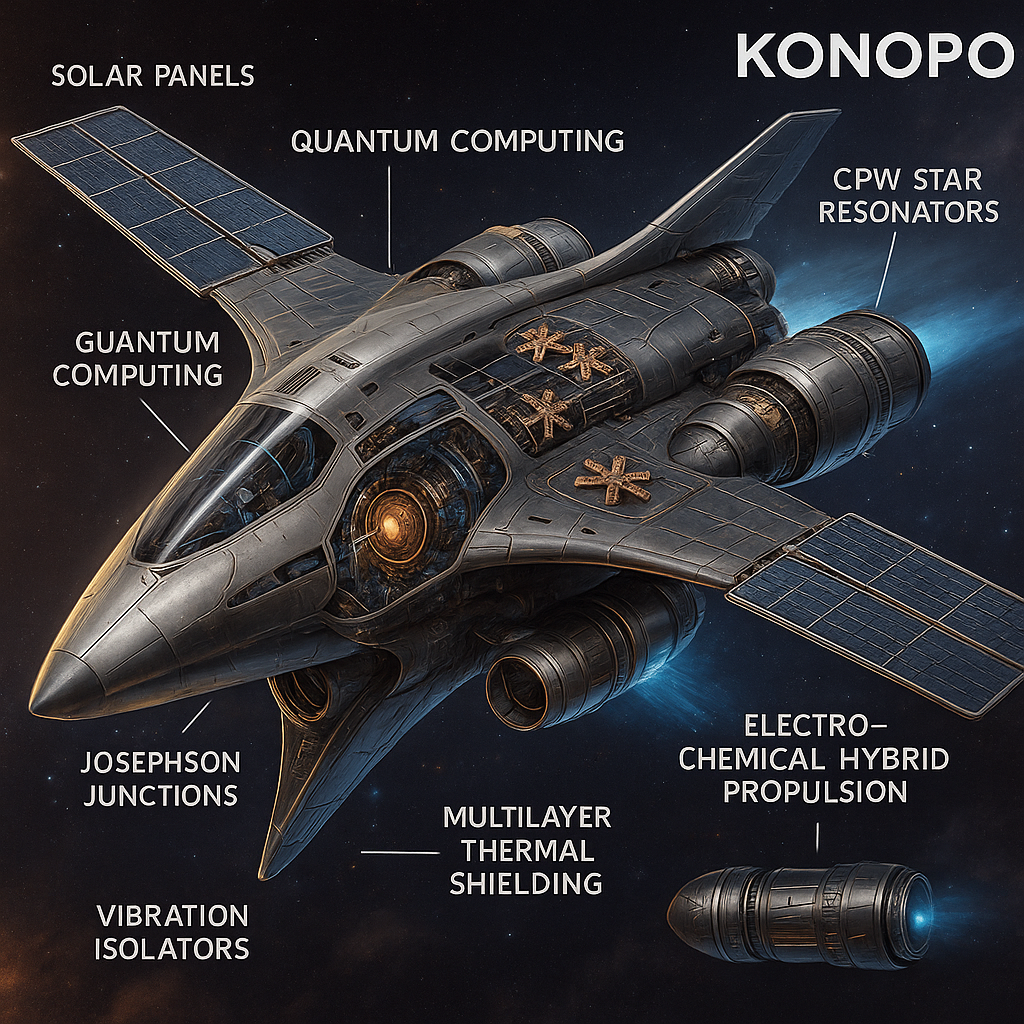 KONOPO
SOLAR PANELS
QUANTUM COMPUTING
CPW STAR
RESONATORS
GUANTUM
COMPUTING
JOSEPHSON
JUNCTIONS
ELECTRO–
CHEMICAL HYBRID
PROPULSION
MULTILAYER
THERMAL
SHIELDING
VIBRATION
ISOLATORS